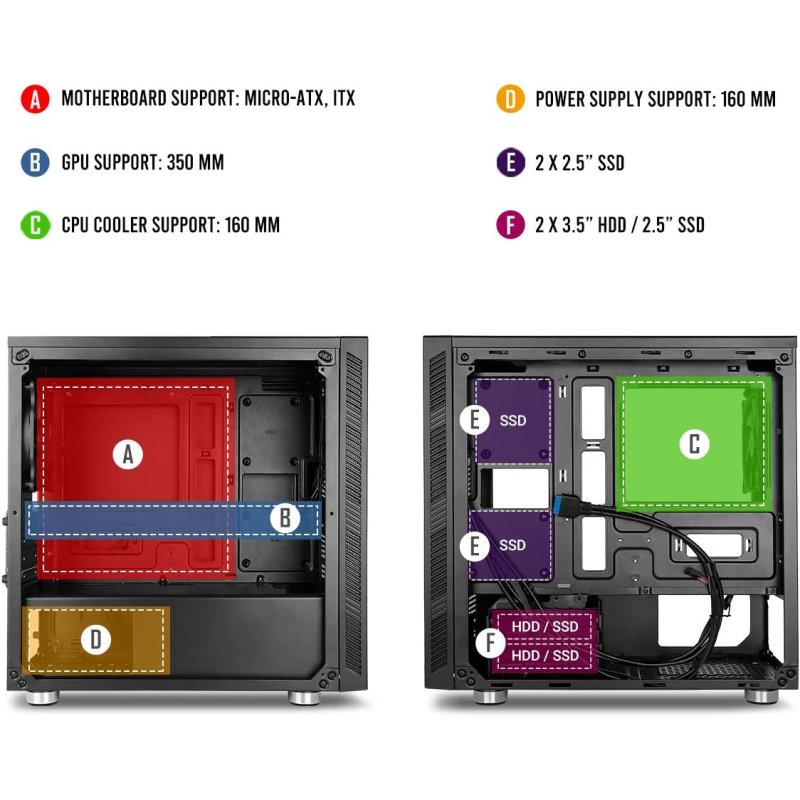 A MOTHERBOARD SUPPORT: MICRO-ATX, ITX
B GPU SUPPORT: 350 MM
C CPU COOLER SUPPORT: 160 MM
D POWER SUPPLY SUPPORT: 160 MM
E 2 X 2.5” SSD
F 2 X 3.5” HDD / 2.5” SSD
A
B
D
E SSD
C
E SSD
F HDD / SSD
HDD / SSD